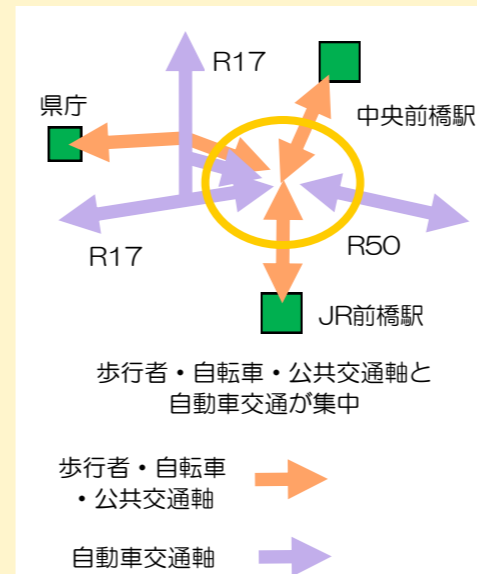 R17
県庁
中央前橋駅
R17
R50
JR前橋駅
歩行者・自転車・公共交通軸と
自動車交通が集中
歩行者・自転車
・公共交通軸
自動車交通軸